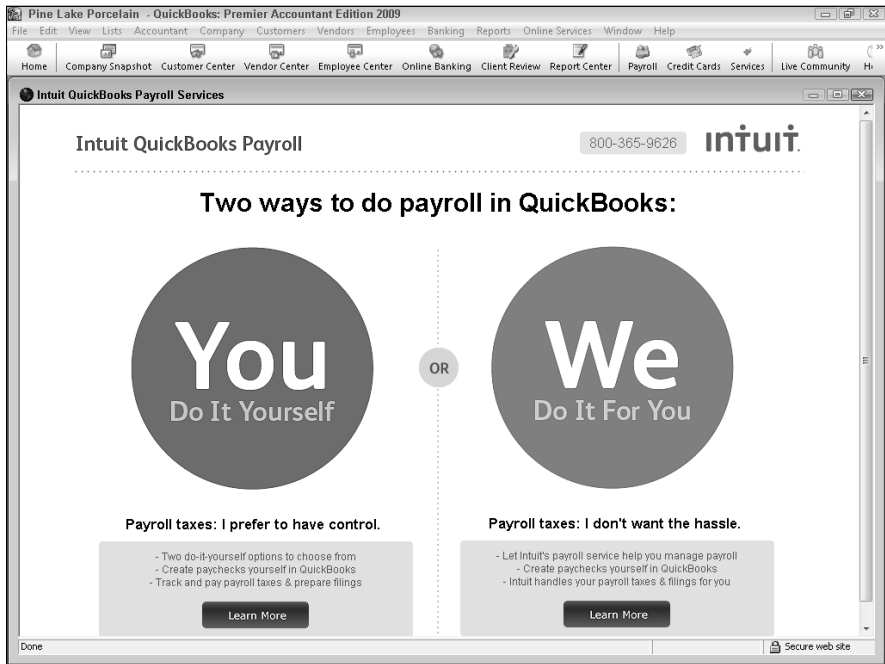 Pine Lake Porcelain - QuickBooks: Premier Accountant Edition 2009
File Edit View Lists Accountant Company Customers Vendors Employees Banking Reports Online Services Window Help
Home Company Snapshot Customer Center Vendor Center Employee Center Online Banking Client Review Report Center Payroll Credit Cards Services Live Community
Intuit QuickBooks Payroll Services
Intuit QuickBooks Payroll 800-365-9626 intuit.
Two ways to do payroll in QuickBooks:
You
Do It Yourself
OR
We
Do It For You
Payroll taxes: I prefer to have control.
- Two do-it-yourself options to choose from
- Create paychecks yourself in QuickBooks
- Track and pay payroll taxes & prepare filings
Learn More
Payroll taxes: I don't want the hassle.
- Let Intuit's payroll service help you manage payroll
- Create paychecks yourself in QuickBooks
- Intuit handles your payroll taxes & filings for you
Learn More
Done Secure web site